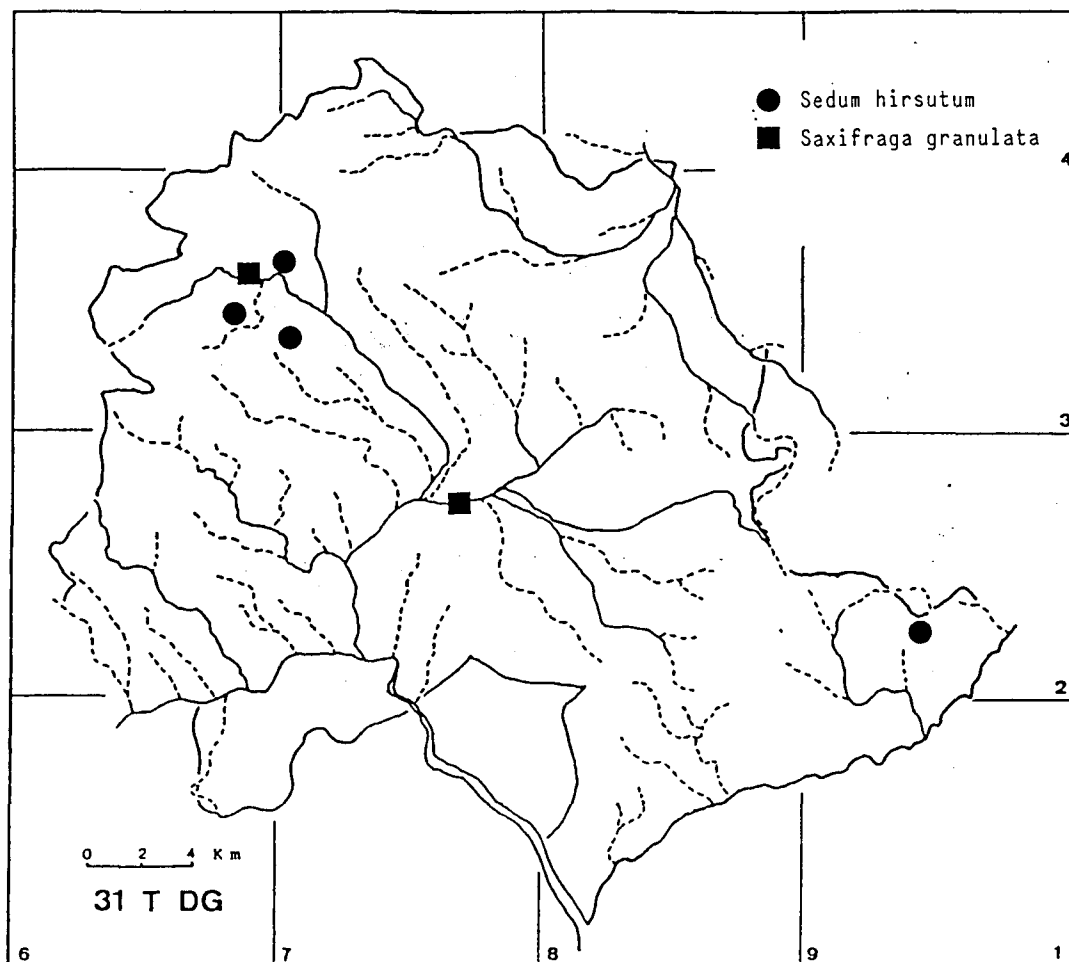 Sedum hirsutum
Saxifraga granulata
4
3
2
0 2 4 Km
31 T DG
6 7 8 9 1